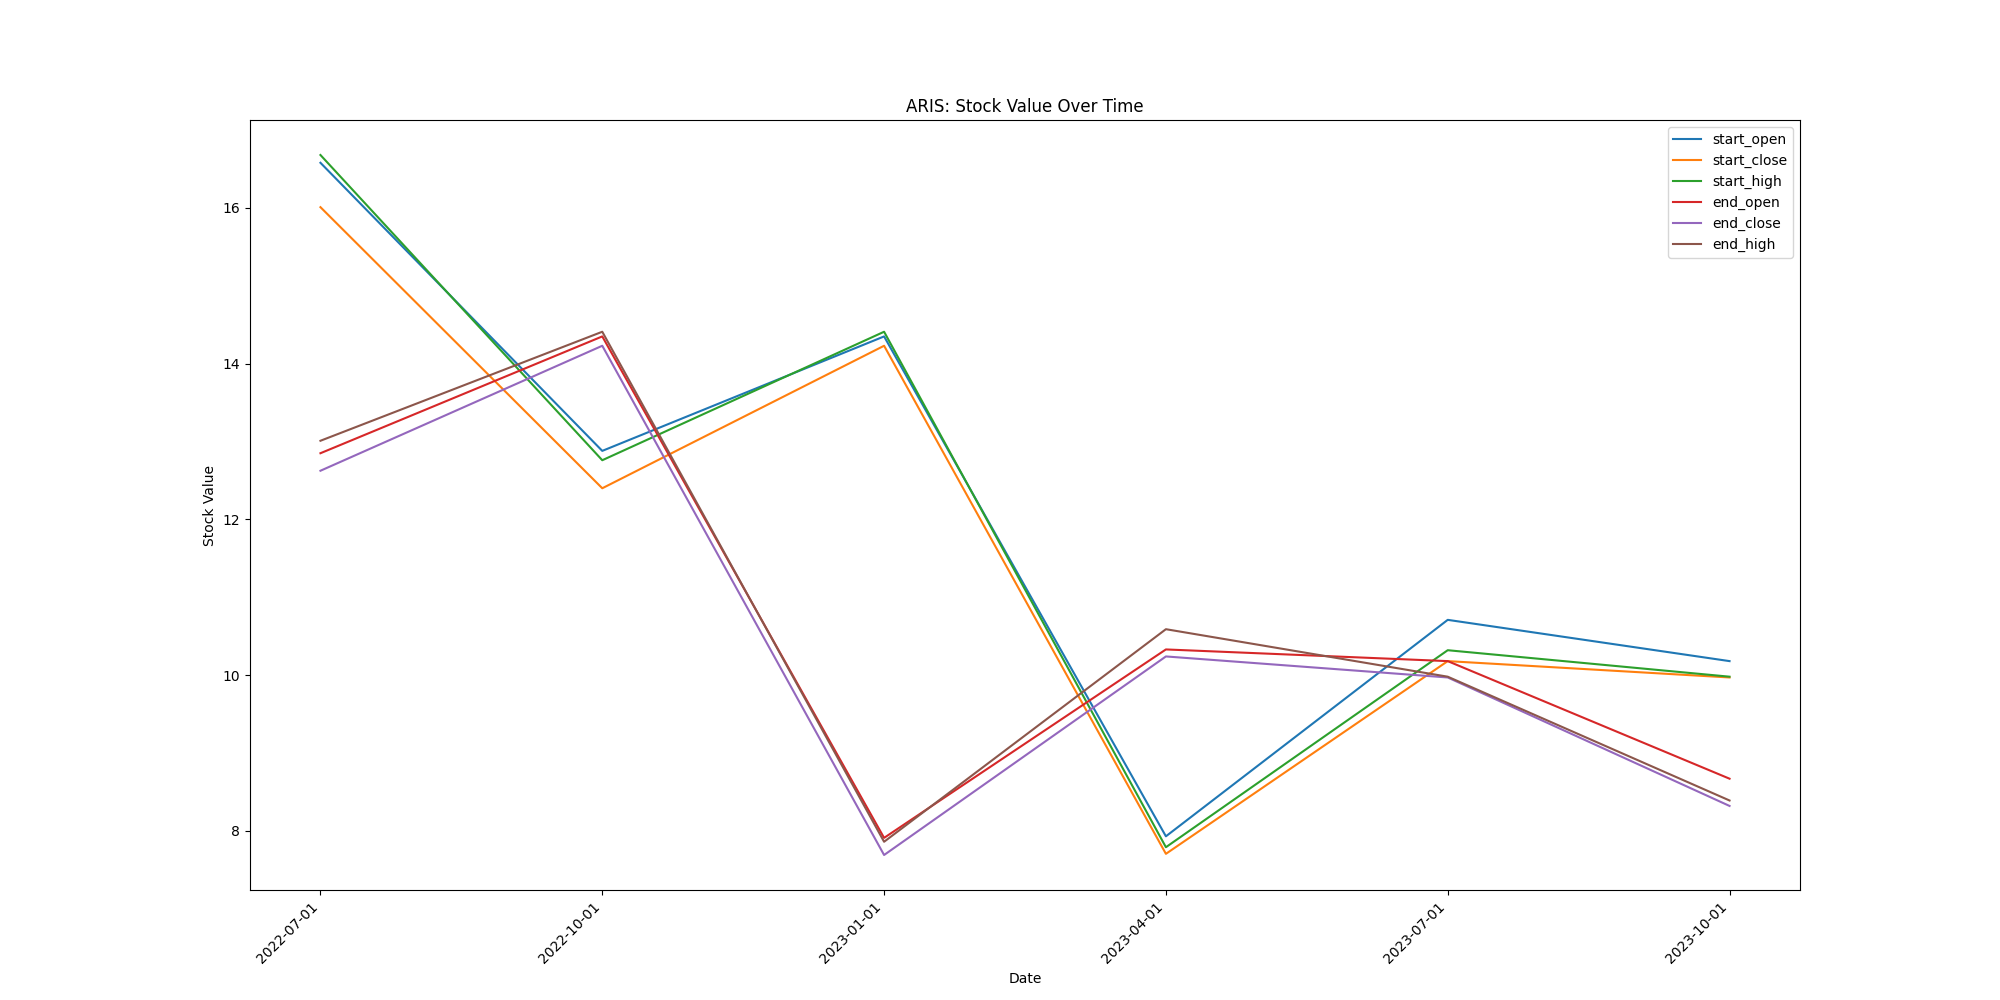 ARIS: Stock Value Over Time
start_open
start_close
start_high
end_open
end_close
end_high
Stock Value
16
14
12
10
8
2022-07-01
2022-10-01
2023-01-01
2023-04-01
2023-07-01
2023-10-01
Date